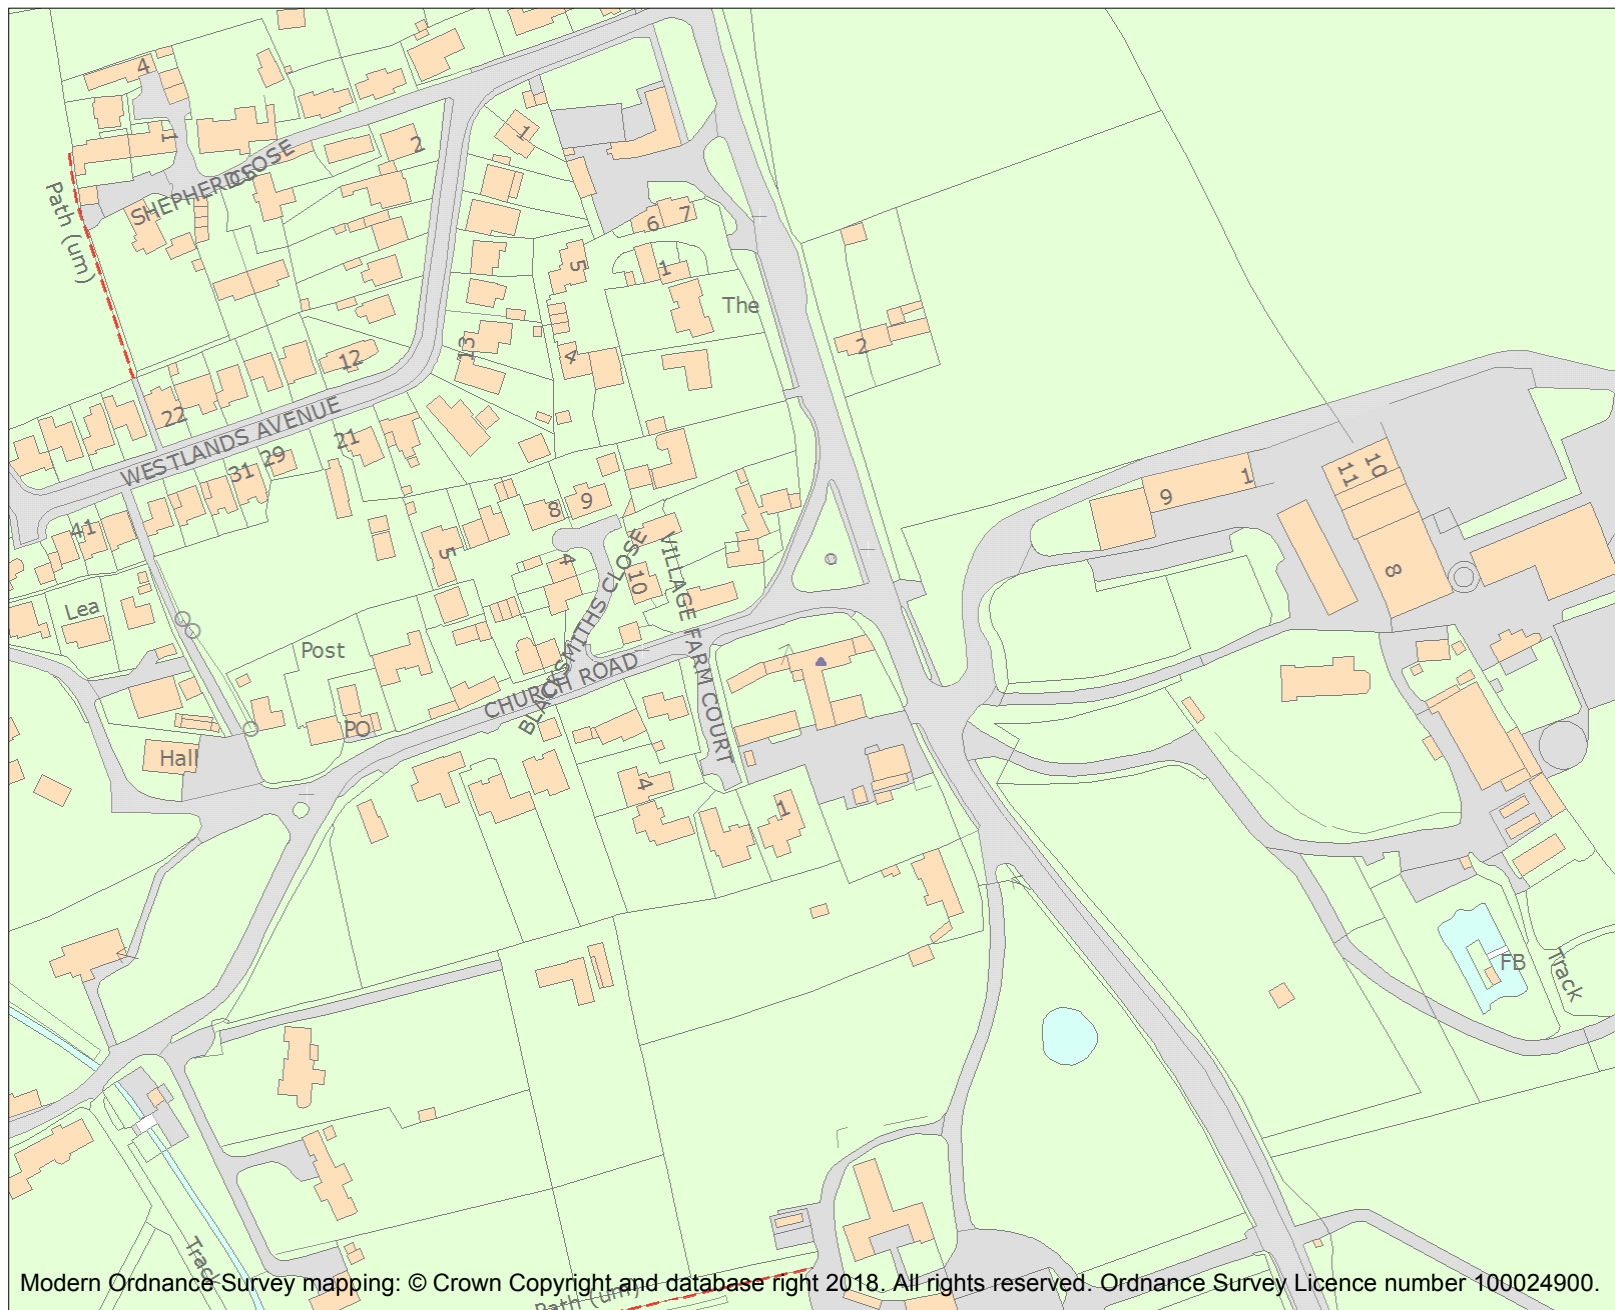 4
1
1
2
SHEPHERDS
CLOSE
Path (um)
6
7
5
1
The
2
4
13
12
22
WESTLANDS AVENUE
21
29
31
41
10
11
1
9
8
9
8
5
4
10
BLACKSMITHS CLOSE
VILLAGE FARM COURT
CHURCH ROAD
Lea
Post
PO
Hall
4
1
FB
Track
Track
Path (um)
Modern Ordnance Survey mapping: © Crown Copyright and database right 2018. All rights reserved. Ordnance Survey Licence number 100024900.